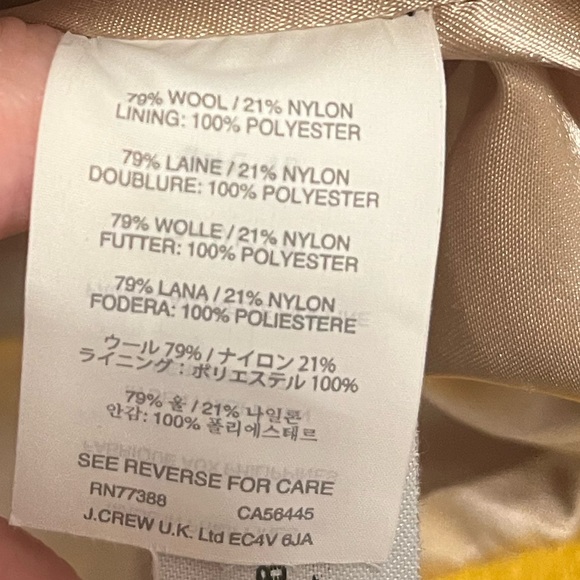 79% WOOL / 21% NYLON
LINING: 100% POLYESTER
79% LAINE / 21% NYLON
DOUBLURE: 100% POLYESTER
79% WOLLE / 21% NYLON
FUTTER: 100% POLYESTER
79% LANA / 21% NYLON
FODERA: 100% POLIESTERE
ウール 79% / ナイロン 21%
ライニング : ポリエステル 100%
79% 울 / 21% 나일론
안감: 100% 폴리에스테르
SEE REVERSE FOR CARE
RN77388 CA56445
J.CREW U.K. Ltd EC4V 6JA